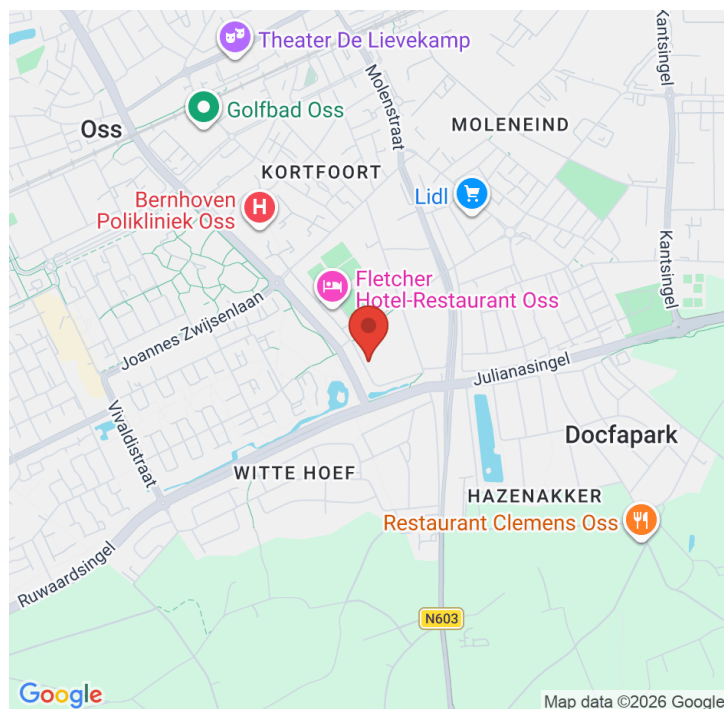 Theater De Lievekamp
Kantsingel
Molenstraat
Golfbad Oss
Oss
MOLENEIND
KORTFOORT
Bernhoven
Polikliniek Oss
H
Lidl
Kantsingel
Fletcher
Hotel-Restaurant Oss
Joannes Zwijsenlaan
Julianasingel
Vivaldistraat
Docfapark
WITTE HOEF
HAZENAKKER
Restaurant Clemens Oss
Ruwaardsingel
N603
Google
Map data ©2026 Google